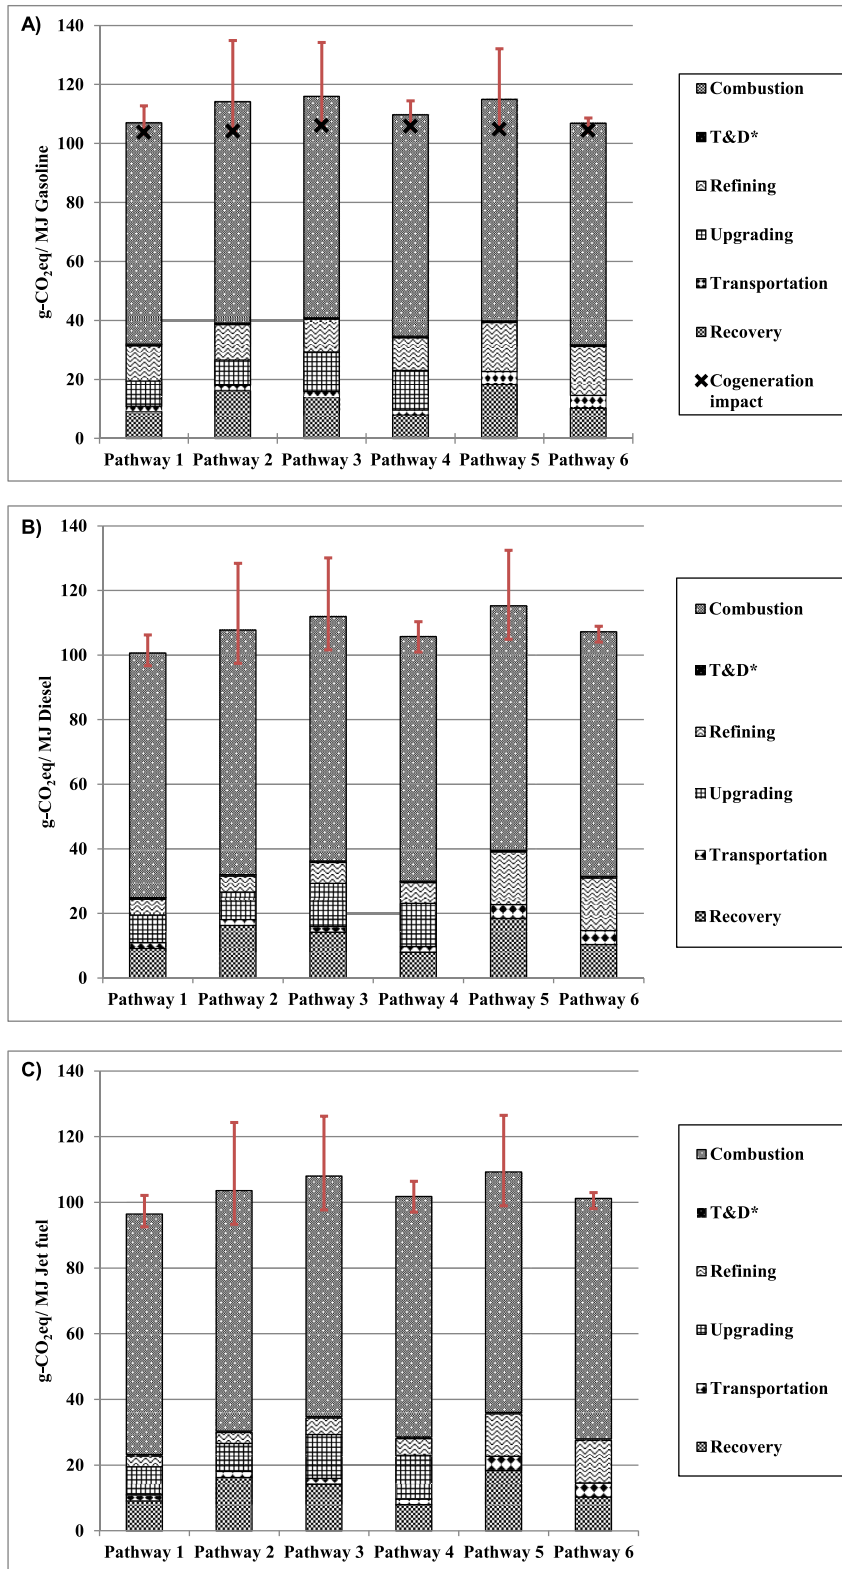 A)
140
120
100
80
60
40
20
0
g-CO₂eq/ MJ Gasoline
Pathway 1 Pathway 2 Pathway 3 Pathway 4 Pathway 5 Pathway 6
Combustion
T&D*
Refining
Upgrading
Transportation
Recovery
Cogeneration
impact
B)
140
120
100
80
60
40
20
0
g-CO₂eq/ MJ Diesel
Pathway 1 Pathway 2 Pathway 3 Pathway 4 Pathway 5 Pathway 6
Combustion
T&D*
Refining
Upgrading
Transportation
Recovery
C)
140
120
100
80
60
40
20
0
g-CO₂eq/ MJ Jet fuel
Pathway 1 Pathway 2 Pathway 3 Pathway 4 Pathway 5 Pathway 6
Combustion
T&D*
Refining
Upgrading
Transportation
Recovery